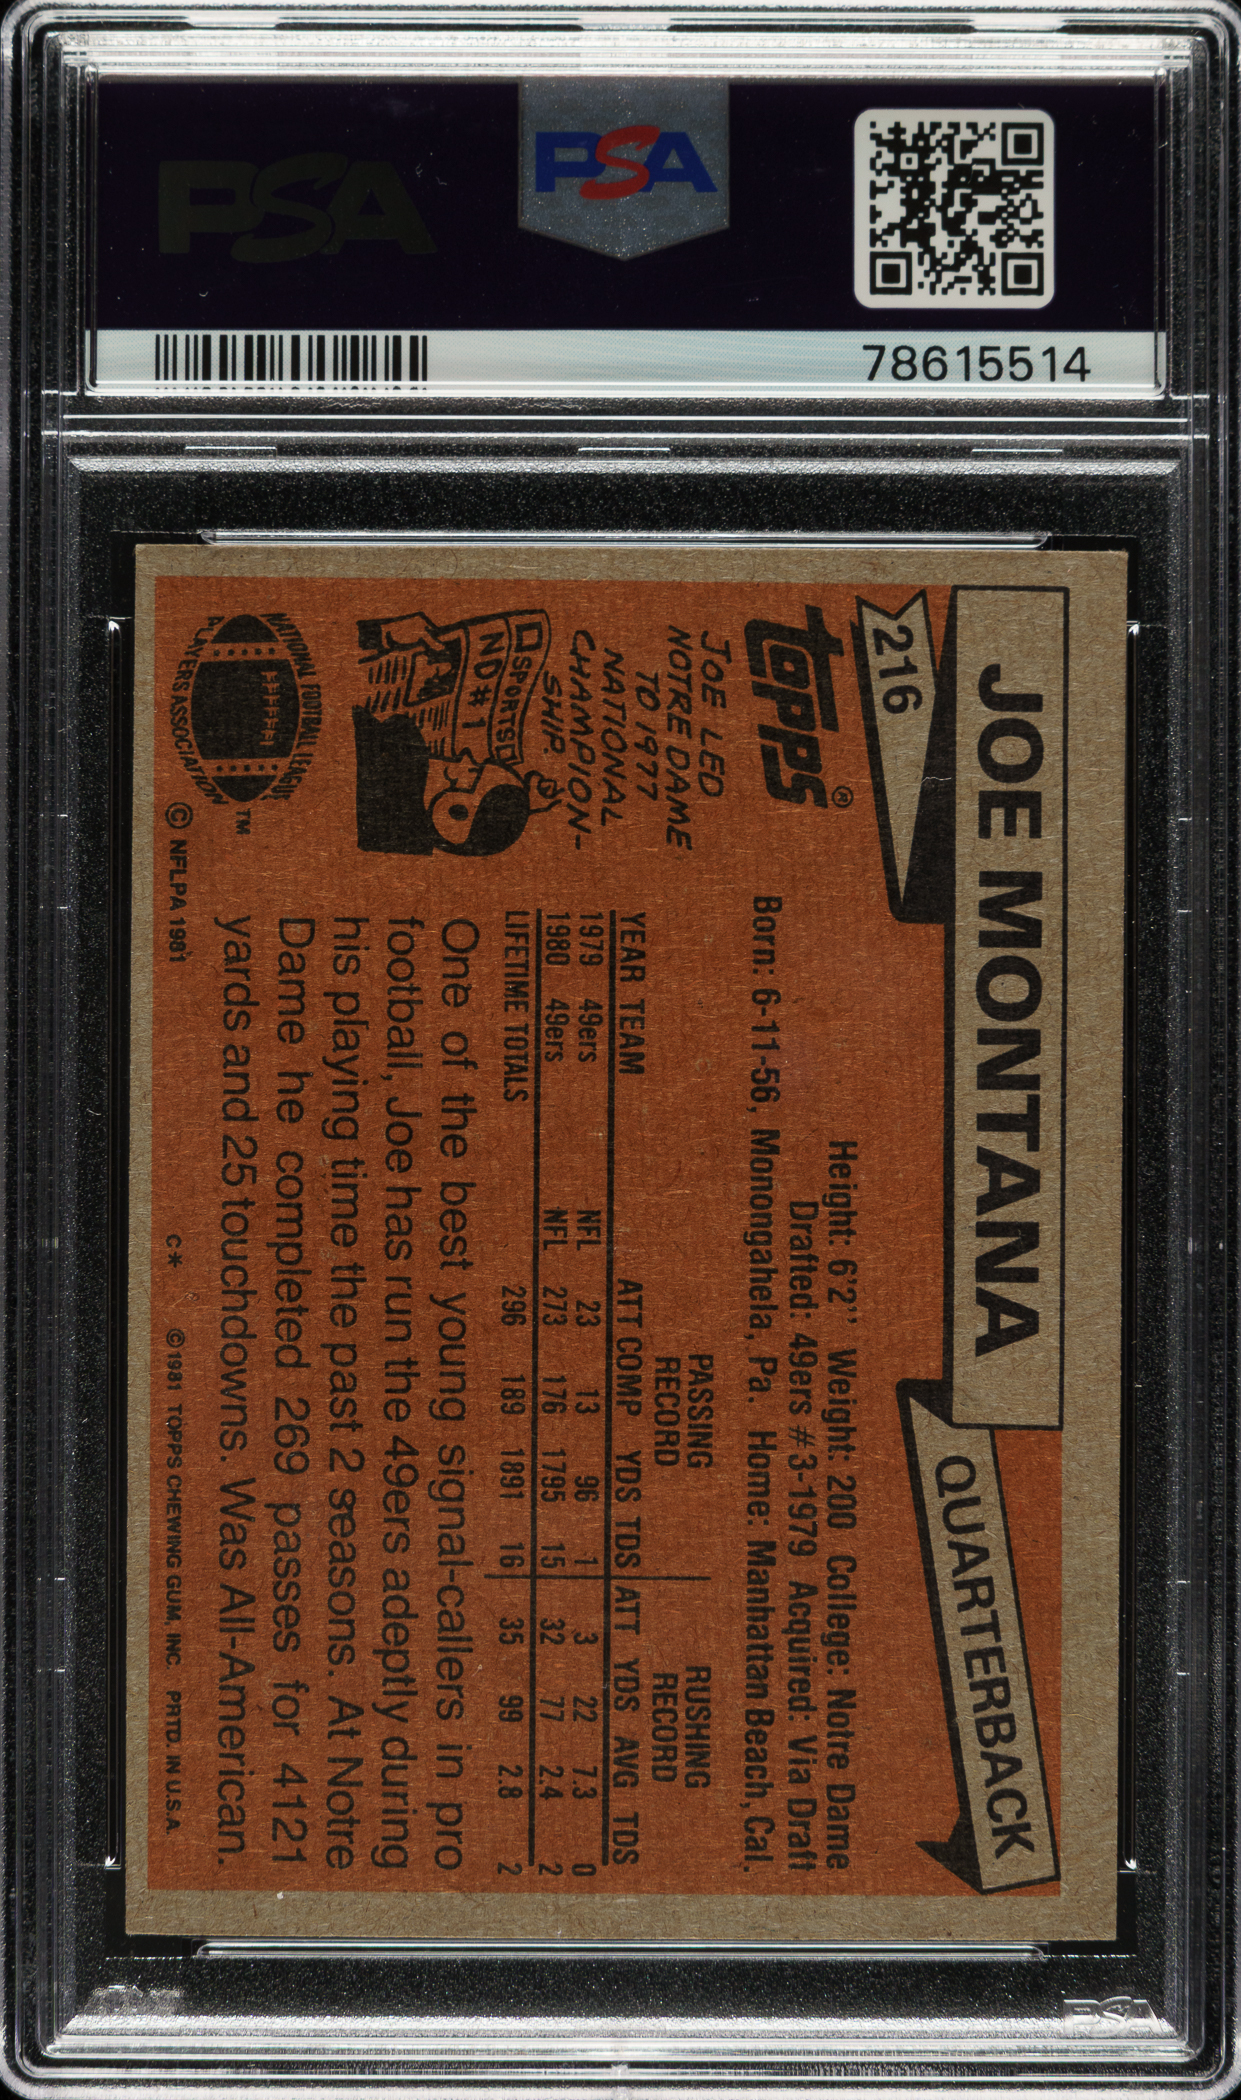 PSA
PSA
78615514
JOE MONTANA
QUARTERBACK
216
topps®
Height: 6'2" Weight: 200 College: Notre Dame
Drafted: 49ers #3-1979 Acquired: Via Draft
Born: 6-11-56, Monongahela, Pa. Home: Manhattan Beach, Cal.
JOE LED
NOTRE DAME
TO 1977
NATIONAL
CHAMPION-
SHIP.
SPORTS
ND #1
PASSING RUSHING
RECORD RECORD
YEAR TEAM ATT COMP YDS TDS ATT YDS AVG TDS
1979 49ers NFL 23 13 96 1 3 22 7.3 0
1980 49ers NFL 273 176 1795 15 32 77 2.4 2
LIFETIME TOTALS 296 189 1891 16 35 99 2.8 2
One of the best young signal-callers in pro
football, Joe has run the 49ers adeptly during
his playing time the past 2 seasons. At Notre
Dame he completed 269 passes for 4121
yards and 25 touchdowns. Was All-American.
NATIONAL FOOTBALL LEAGUE
PLAYERS ASSOCIATION
TM
© NFLPA 1981
C* © 1981 TOPPS CHEWING GUM, INC. PRTD. IN U.S.A.
PSA